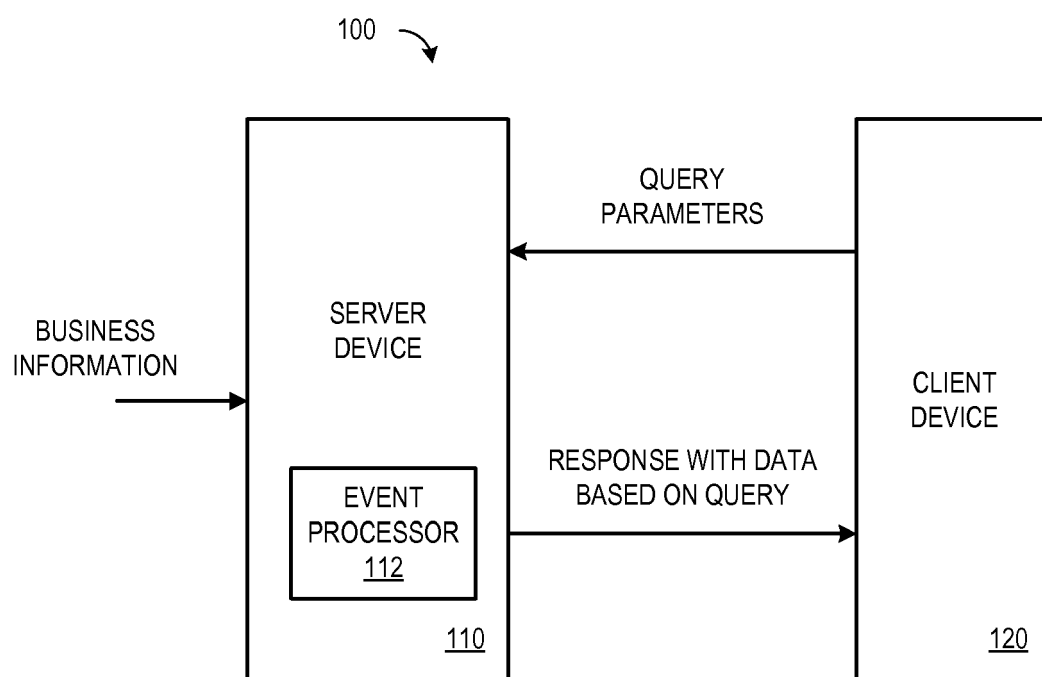 100
QUERY
PARAMETERS
SERVER
DEVICE
BUSINESS
INFORMATION
CLIENT
DEVICE
RESPONSE WITH DATA
BASED ON QUERY
EVENT
PROCESSOR
112
110
120